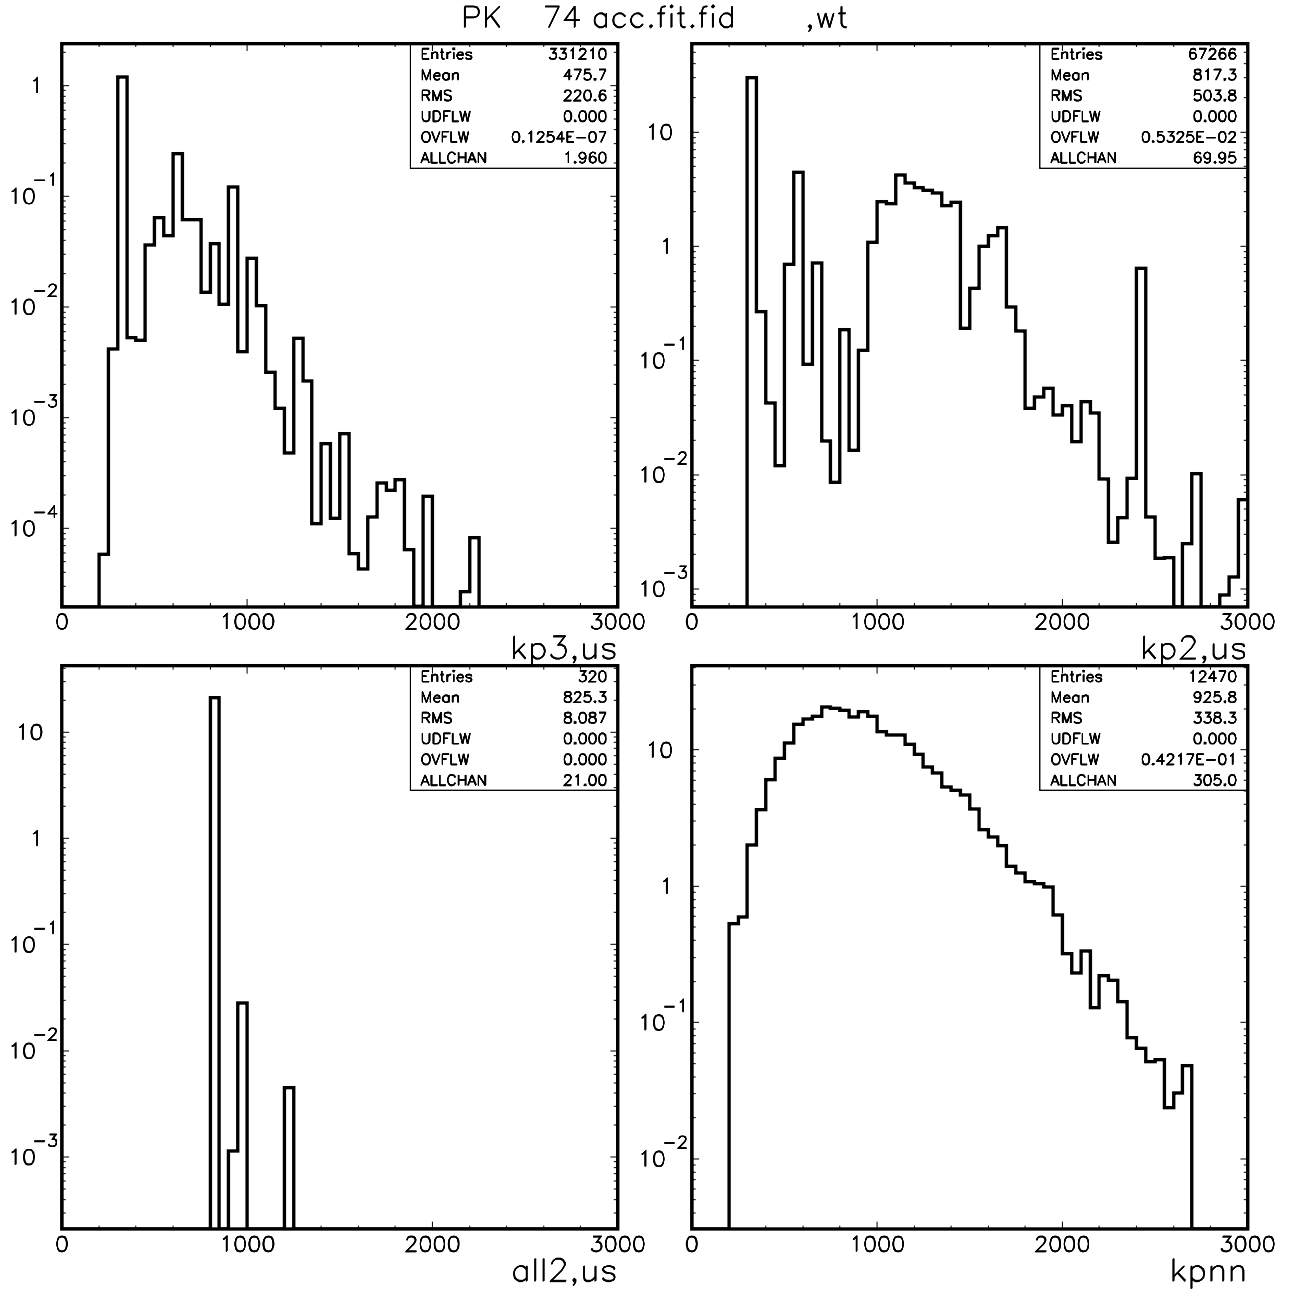 PK 74 acc.fit.fid ,wt
Entries 331210
Mean 475.7
RMS 220.6
UDFLW 0.000
OVFLW 0.1254E-07
ALLCHAN 1.960
1
10^-1
10^-2
10^-3
10^-4
0 1000 2000 3000
kp3,us
Entries 67266
Mean 817.3
RMS 503.8
UDFLW 0.000
OVFLW 0.5325E-02
ALLCHAN 69.95
10
1
10^-1
10^-2
10^-3
0 1000 2000 3000
kp2,us
Entries 320
Mean 825.3
RMS 8.087
UDFLW 0.000
OVFLW 0.000
ALLCHAN 21.00
10
1
10^-1
10^-2
10^-3
0 1000 2000 3000
all2,us
Entries 12470
Mean 925.8
RMS 338.3
UDFLW 0.000
OVFLW 0.4217E-01
ALLCHAN 305.0
10
1
10^-1
10^-2
0 1000 2000 3000
kpnn